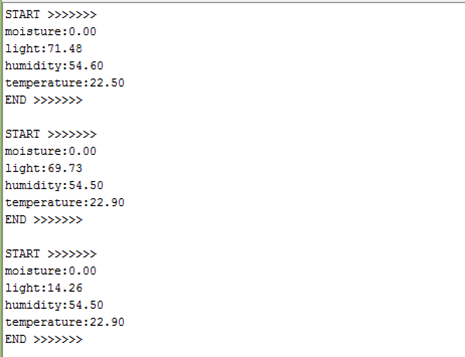 START >>>>>>>
moisture:0.00
light:71.48
humidity:54.60
temperature:22.50
END >>>>>>>

START >>>>>>>
moisture:0.00
light:69.73
humidity:54.50
temperature:22.90
END >>>>>>>

START >>>>>>>
moisture:0.00
light:14.26
humidity:54.50
temperature:22.90
END >>>>>>>